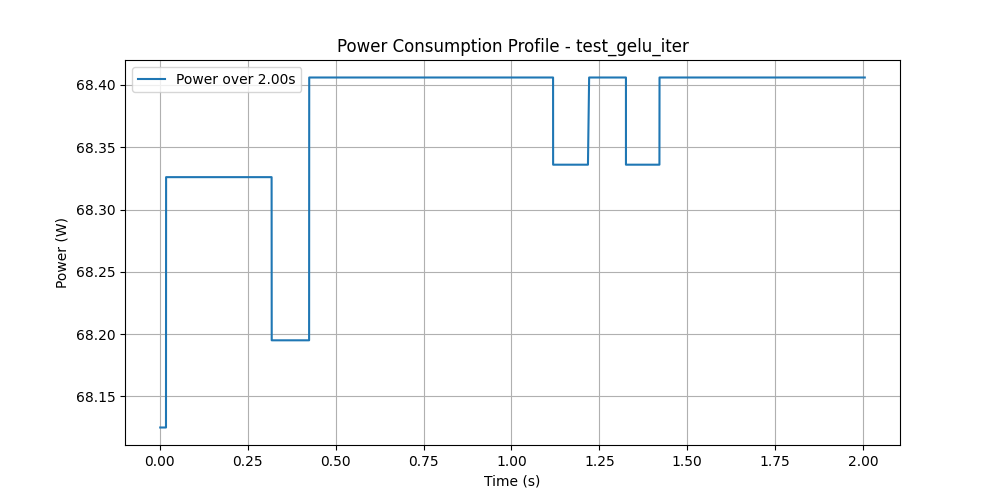 Power Consumption Profile - test_gelu_iter
Power over 2.00s
68.40
68.35
68.30
68.25
68.20
68.15
Power (W)
0.00 0.25 0.50 0.75 1.00 1.25 1.50 1.75 2.00
Time (s)